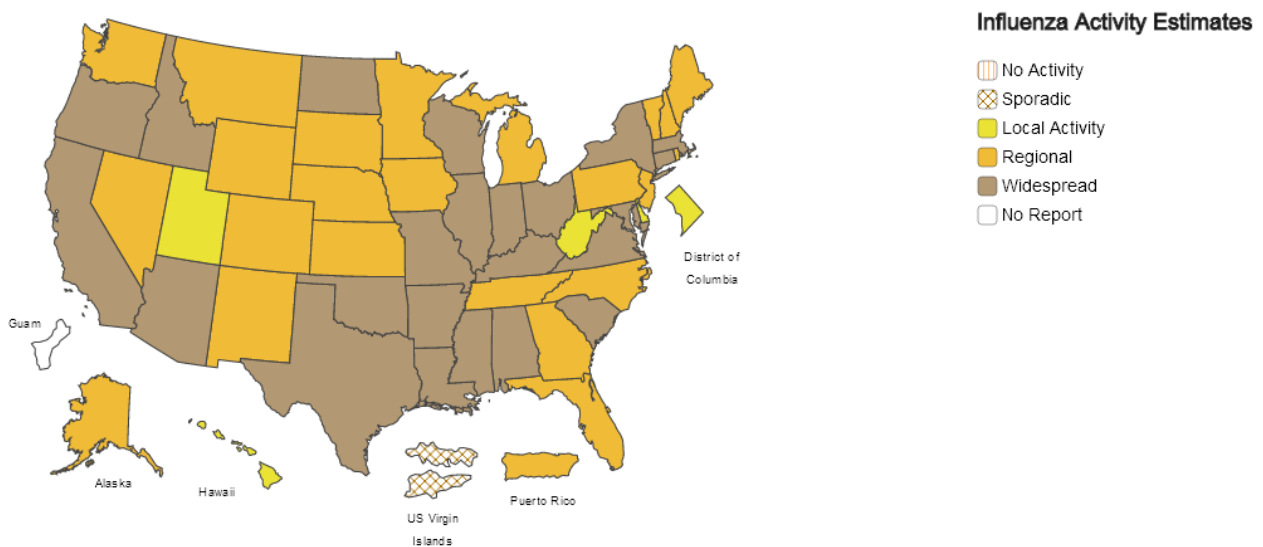 Influenza Activity Estimates
No Activity
Sporadic
Local Activity
Regional
Widespread
No Report
District of
Columbia
Guam
Alaska
Hawaii
US Virgin
Islands
Puerto Rico